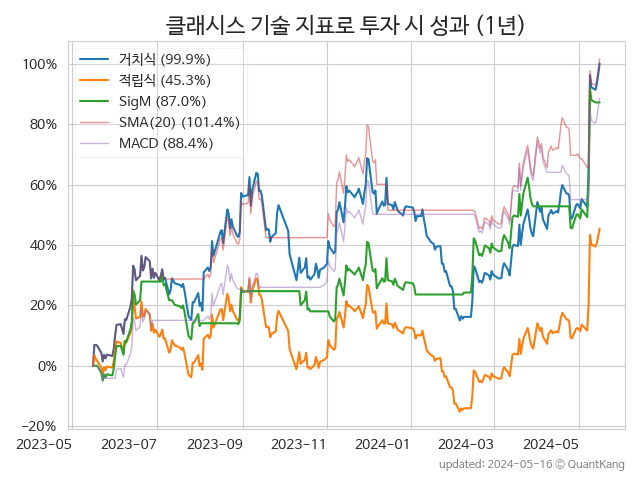 클래시스 기술 지표로 투자 시 성과 (1년)
거치식 (99.9%)
적립식 (45.3%)
SigM (87.0%)
SMA(20) (101.4%)
MACD (88.4%)
100%
80%
60%
40%
20%
0%
−20%
2023-05 2023-07 2023-09 2023-11 2024-01 2024-03 2024-05
updated: 2024-05-16 © QuantKang